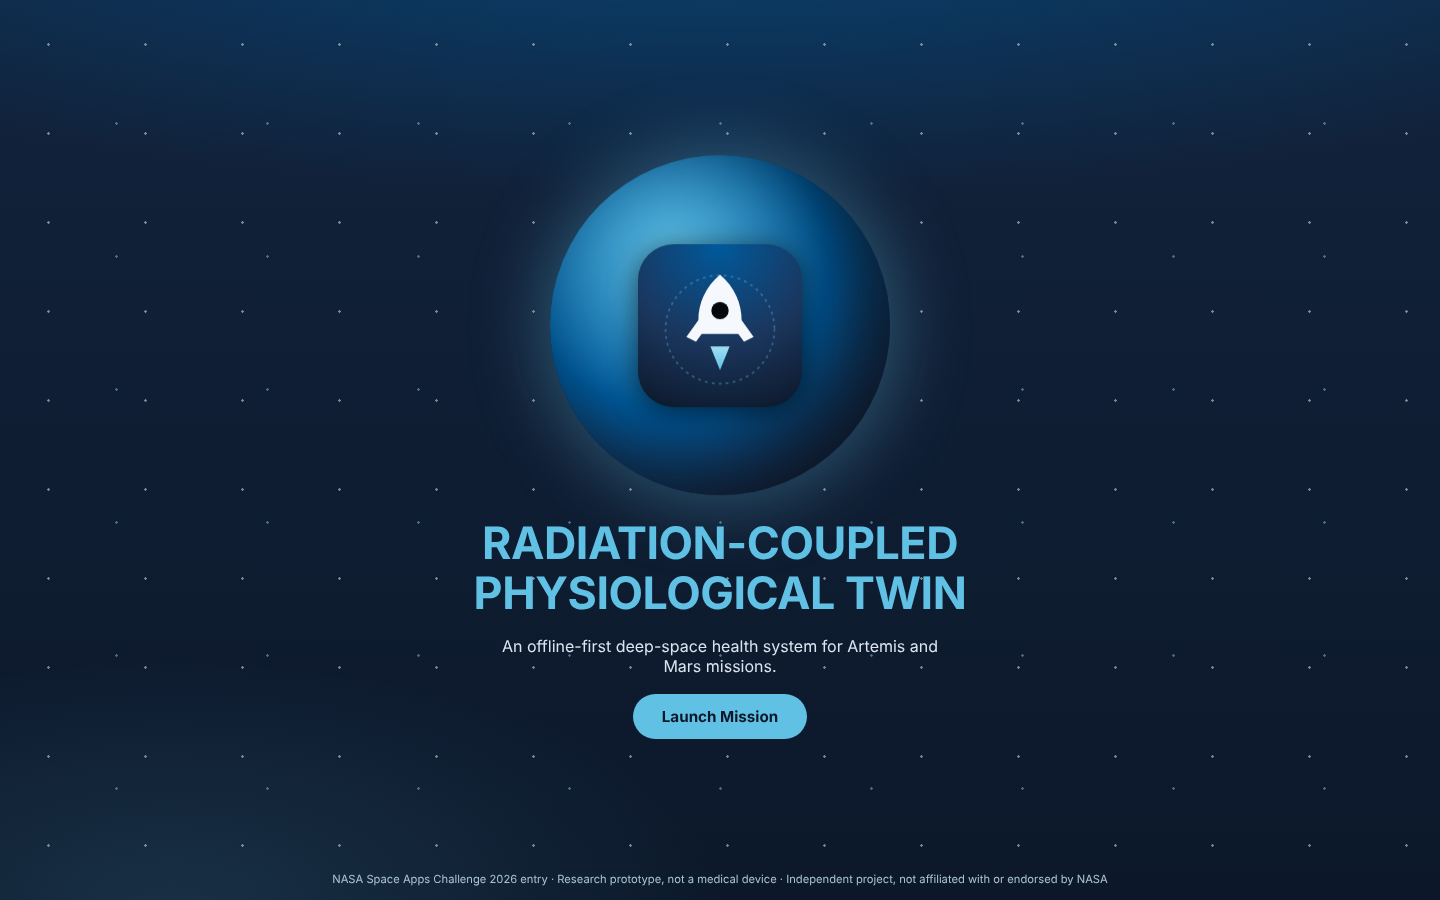 RADIATION-COUPLED
PHYSIOLOGICAL TWIN
An offline-first deep-space health system for Artemis and
Mars missions.
Launch Mission
NASA Space Apps Challenge 2026 entry · Research prototype, not a medical device · Independent project, not affiliated with or endorsed by NASA